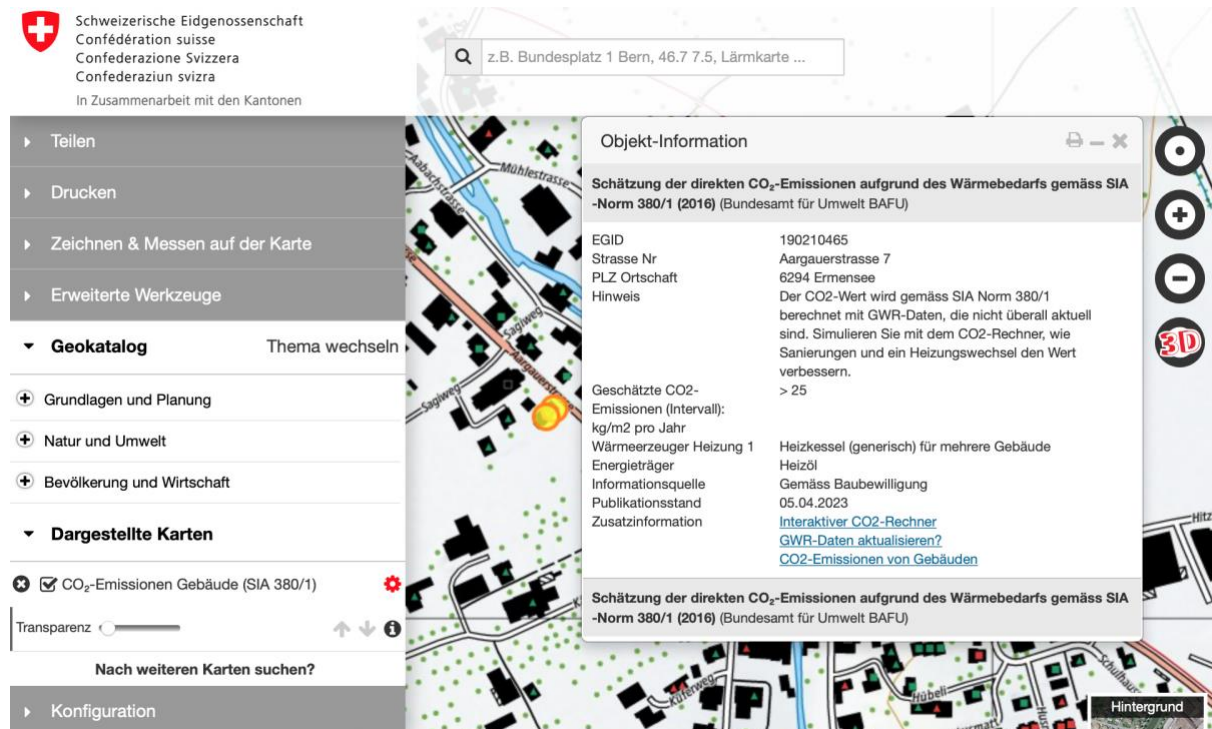 Schweizerische Eidgenossenschaft
Confédération suisse
Confederazione Svizzera
Confederaziun svizra
In Zusammenarbeit mit den Kantonen
z.B. Bundesplatz 1 Bern, 46.7 7.5, Lärmkarte ...
Teilen
Drucken
Zeichnen & Messen auf der Karte
Erweiterte Werkzeuge
Geokatalog Thema wechseln
Grundlagen und Planung
Natur und Umwelt
Bevölkerung und Wirtschaft
Dargestellte Karten
CO₂-Emissionen Gebäude (SIA 380/1)
Transparenz
Nach weiteren Karten suchen?
Konfiguration
Aabachstrasse
Mühlestrasse
Sagiweg
Aargauerstrasse
Sagiweg
Objekt-Information
Schätzung der direkten CO₂-Emissionen aufgrund des Wärmebedarfs gemäss SIA
-Norm 380/1 (2016) (Bundesamt für Umwelt BAFU)
EGID 190210465
Strasse Nr Aargauerstrasse 7
PLZ Ortschaft 6294 Ermensee
Hinweis Der CO2-Wert wird gemäss SIA Norm 380/1
berechnet mit GWR-Daten, die nicht überall aktuell
sind. Simulieren Sie mit dem CO2-Rechner, wie
Sanierungen und ein Heizungswechsel den Wert
verbessern.
Geschätzte CO2- > 25
Emissionen (Intervall):
kg/m2 pro Jahr
Wärmeerzeuger Heizung 1 Heizkessel (generisch) für mehrere Gebäude
Energieträger Heizöl
Informationsquelle Gemäss Baubewilligung
Publikationsstand 05.04.2023
Zusatzinformation Interaktiver CO2-Rechner
GWR-Daten aktualisieren?
CO2-Emissionen von Gebäuden
Schätzung der direkten CO₂-Emissionen aufgrund des Wärmebedarfs gemäss SIA
-Norm 380/1 (2016) (Bundesamt für Umwelt BAFU)
3D
Hitz
Küferweg
Hübeli
Schulhaus
Hintergrund